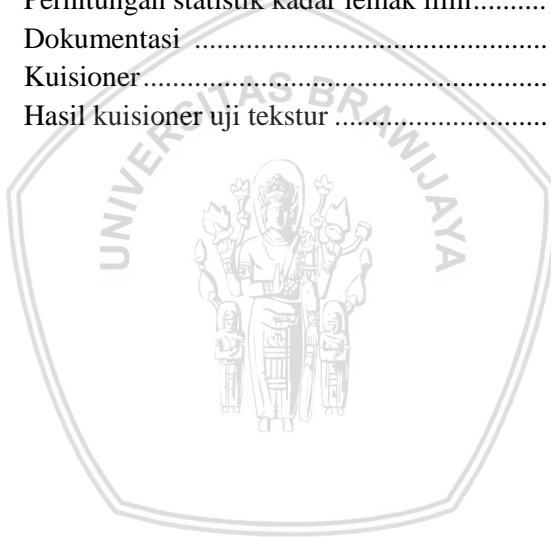 Perhitungan statistik kadar lemak
Dokumentasi ......................................................
Kuisioner..............................................................
Hasil kuisioner uji tekstur ................................
UNIVERSITAS BRAWIJAYA